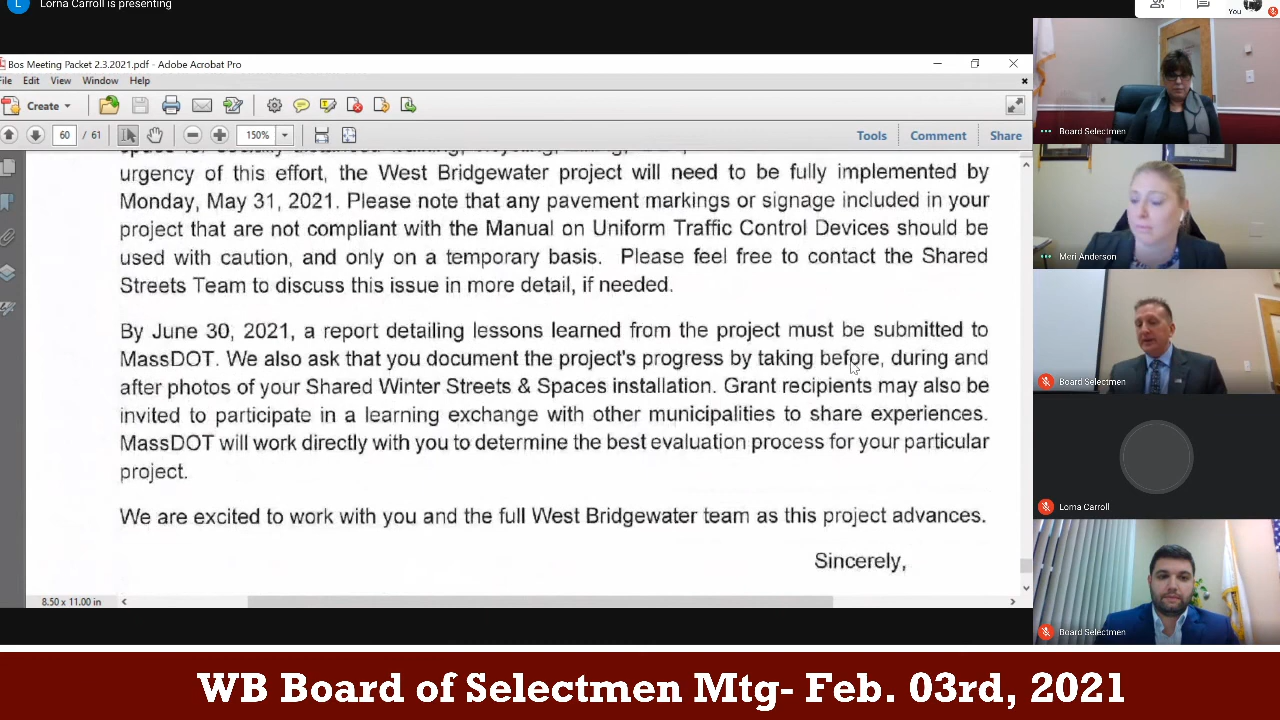 L Lorna Carroll is presenting
You
Bos Meeting Packet 2.3.2021.pdf - Adobe Acrobat Pro
File Edit View Window Help
Create
60 / 61 150% Tools Comment Share
urgency of this effort, the West Bridgewater project will need to be fully implemented by
Monday, May 31, 2021. Please note that any pavement markings or signage included in your
project that are not compliant with the Manual on Uniform Traffic Control Devices should be
used with caution, and only on a temporary basis. Please feel free to contact the Shared
Streets Team to discuss this issue in more detail, if needed.
By June 30, 2021, a report detailing lessons learned from the project must be submitted to
MassDOT. We also ask that you document the project's progress by taking before, during and
after photos of your Shared Winter Streets & Spaces installation. Grant recipients may also be
invited to participate in a learning exchange with other municipalities to share experiences.
MassDOT will work directly with you to determine the best evaluation process for your particular
project.
We are excited to work with you and the full West Bridgewater team as this project advances.
Sincerely,
8.50 x 11.00 in
Board Selectmen
Meri Anderson
Board Selectmen
Lorna Carroll
Board Selectmen
WB Board of Selectmen Mtg- Feb. 03rd, 2021